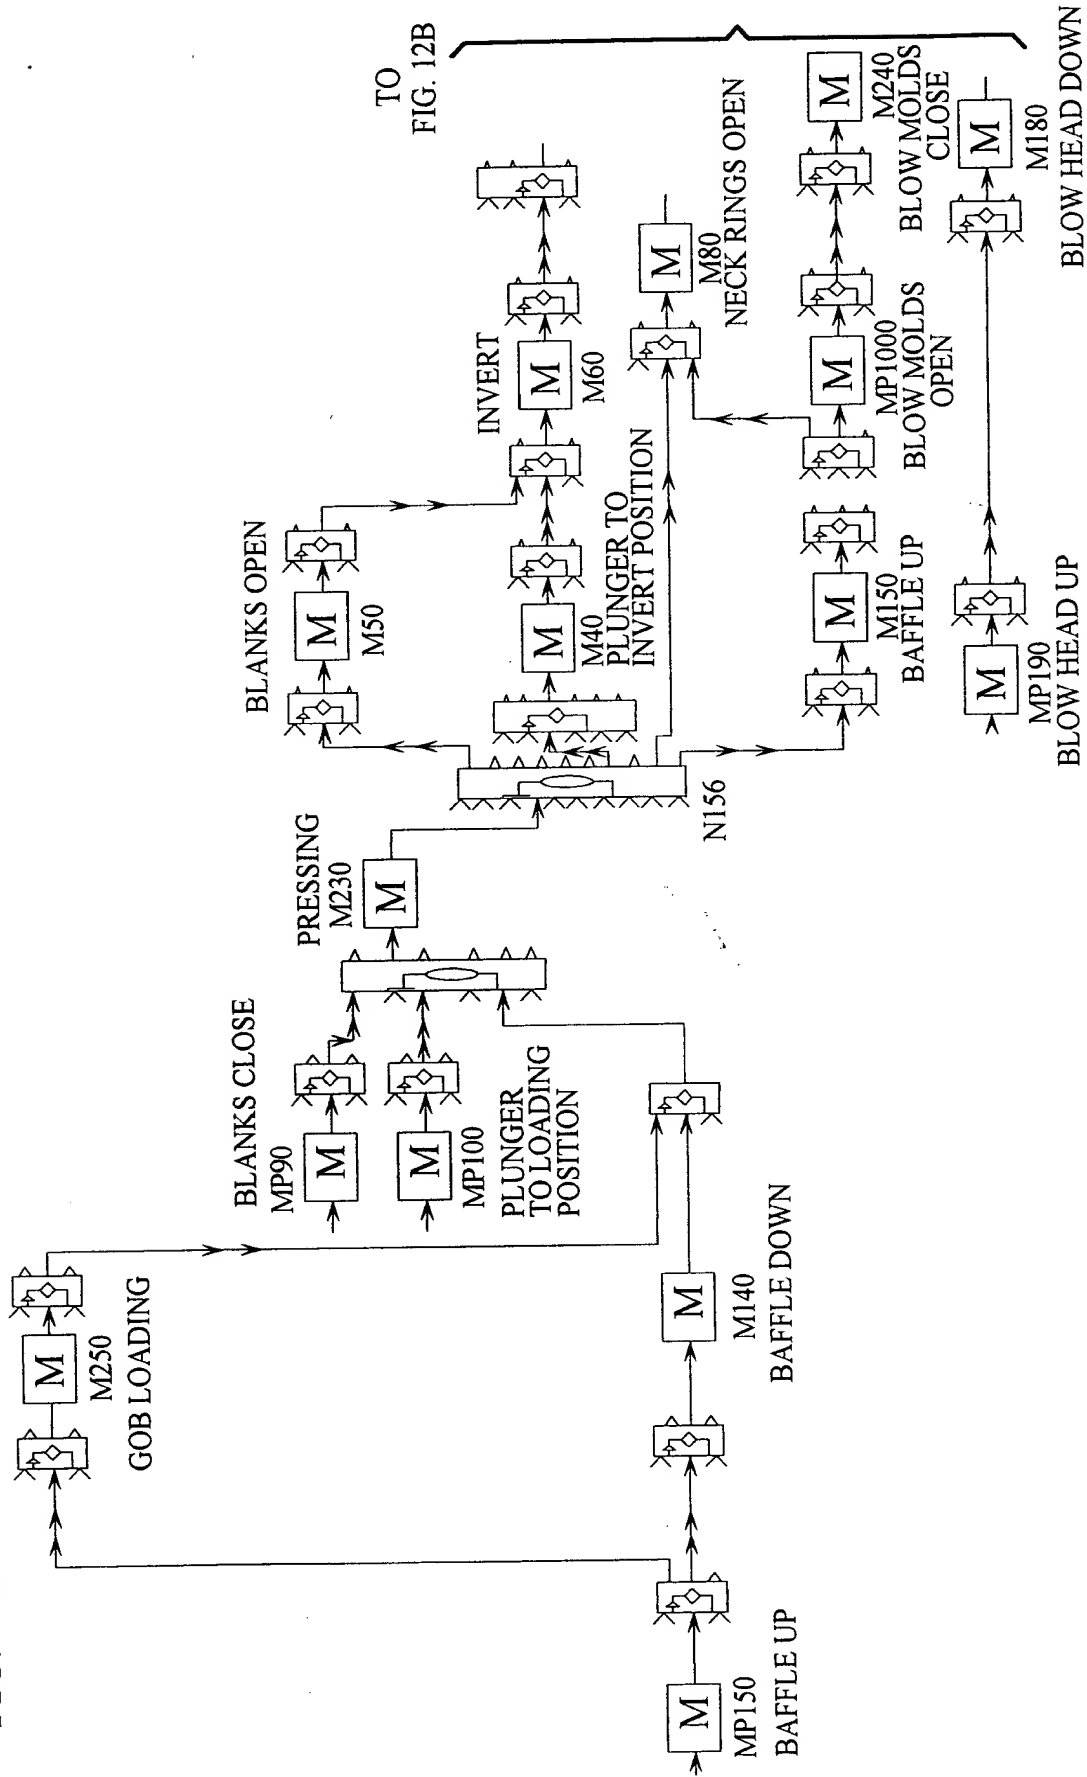 M
M250
GOB LOADING
BLANKS CLOSE
MP90
M
M
MP100
PLUNGER
TO LOADING
POSITION
PRESSING
M230
M
BLANKS OPEN
M
M50
TO
FIG. 12B
INVERT
M
M60
M
M40
PLUNGER TO
INVERT POSITION
M
M80
NECK RINGS OPEN
N156
M
MP150
BAFFLE UP
M
M140
BAFFLE DOWN
M
M150
BAFFLE UP
M
MP1000
BLOW MOLDS
OPEN
M
M240
BLOW MOLDS
CLOSE
M
MP190
BLOW HEAD UP
M
M180
BLOW HEAD DOWN